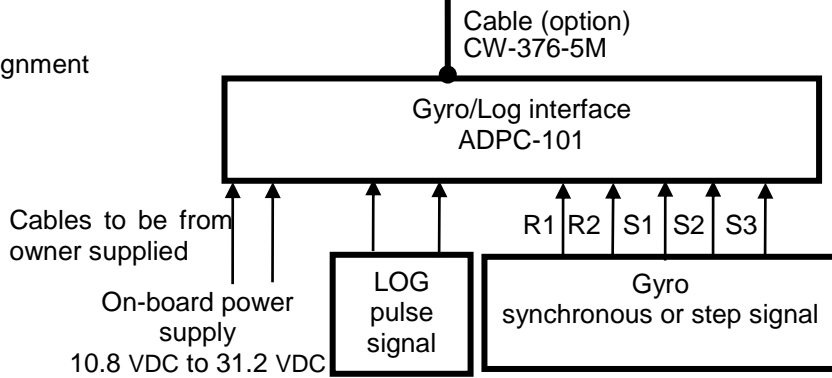 Cable (option)
CW-376-5M
gnment
Gyro/Log interface
ADPC-101
Cables to be from
owner supplied
R1 R2 S1 S2 S3
On-board power
supply
10.8 VDC to 31.2 VDC
LOG
pulse
signal
Gyro
synchronous or step signal